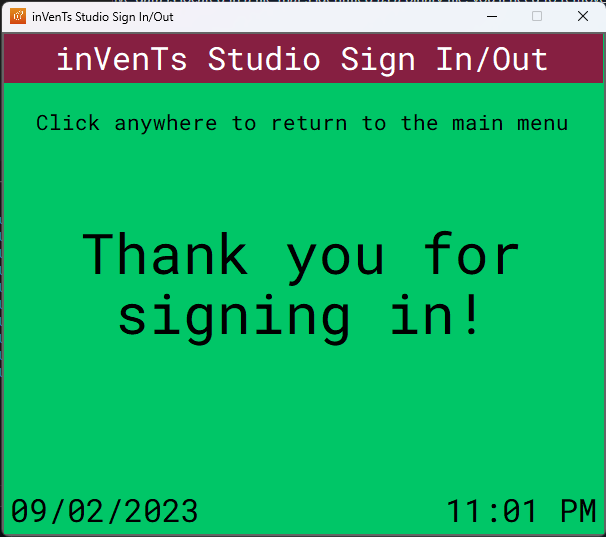 inVenTs Studio Sign In/Out
inVenTs Studio Sign In/Out
Click anywhere to return to the main menu
Thank you for
signing in!
09/02/2023
11:01 PM